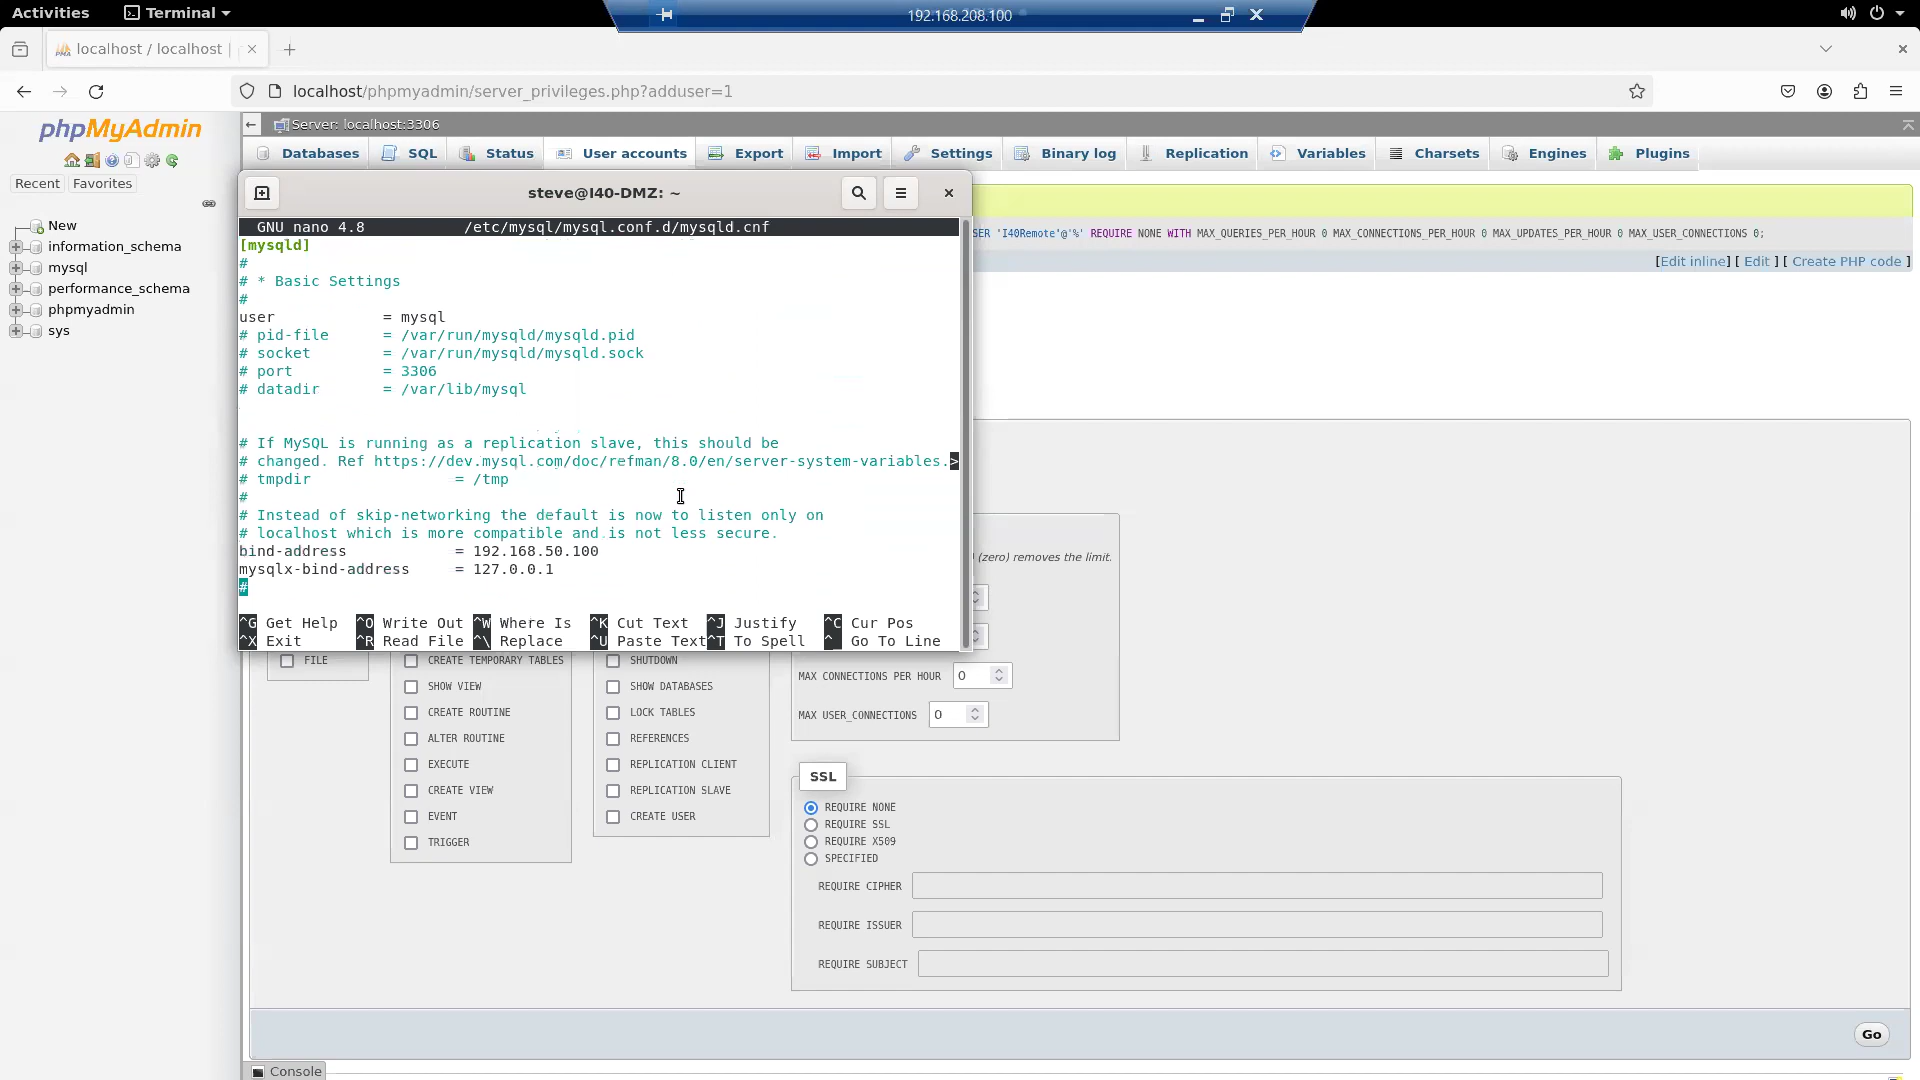 Activities
Terminal
192.168.208.100
localhost / localhost |
localhost/phpmyadmin/server_privileges.php?adduser=1
phpMyAdmin
Recent
Favorites
New
information_schema
mysql
performance_schema
phpmyadmin
sys
Server: localhost:3306
Databases
SQL
Status
User accounts
Export
Import
Settings
Binary log
Replication
Variables
Charsets
Engines
Plugins
SER 'I40Remote'@'%' REQUIRE NONE WITH MAX_QUERIES_PER_HOUR 0 MAX_CONNECTIONS_PER_HOUR 0 MAX_UPDATES_PER_HOUR 0 MAX_USER_CONNECTIONS 0;
[Edit inline] [ Edit ] [ Create PHP code ]
steve@I40-DMZ: ~
GNU nano 4.8 /etc/mysql/mysql.conf.d/mysqld.cnf
[mysqld]
#
# * Basic Settings
#
user = mysql
# pid-file = /var/run/mysqld/mysqld.pid
# socket = /var/run/mysqld/mysqld.sock
# port = 3306
# datadir = /var/lib/mysql
# If MySQL is running as a replication slave, this should be
# changed. Ref https://dev.mysql.com/doc/refman/8.0/en/server-system-variables.>
# tmpdir = /tmp
#
# Instead of skip-networking the default is now to listen only on
# localhost which is more compatible and is not less secure.
bind-address = 192.168.50.100
mysqlx-bind-address = 127.0.0.1
#
^G Get Help ^O Write Out ^W Where Is ^K Cut Text ^J Justify ^C Cur Pos
^X Exit ^R Read File ^\ Replace ^U Paste Text ^T To Spell ^_ Go To Line
(zero) removes the limit.
FILE
CREATE TEMPORARY TABLES
SHOW VIEW
CREATE ROUTINE
ALTER ROUTINE
EXECUTE
CREATE VIEW
EVENT
TRIGGER
SHUTDOWN
SHOW DATABASES
LOCK TABLES
REFERENCES
REPLICATION CLIENT
REPLICATION SLAVE
CREATE USER
MAX CONNECTIONS PER HOUR 0
MAX USER_CONNECTIONS 0
SSL
REQUIRE NONE
REQUIRE SSL
REQUIRE X509
SPECIFIED
REQUIRE CIPHER
REQUIRE ISSUER
REQUIRE SUBJECT
Go
Console